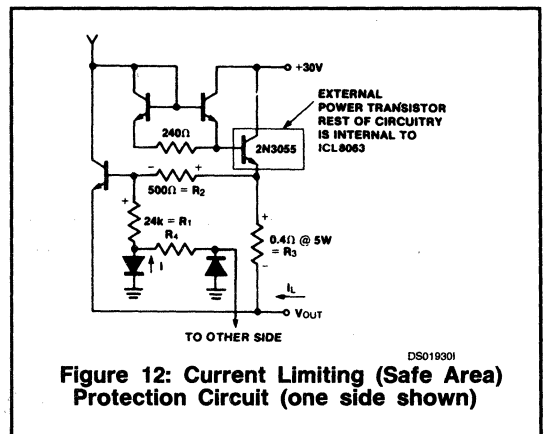 +30V
EXTERNAL
POWER TRANSISTOR
REST OF CIRCUITRY
IS INTERNAL TO
ICL8063
240Ω
2N3055
− +
500Ω = R2
+
24k = R1
R4
I
+
0.4Ω @ 5W
= R3
−
IL
VOUT
TO OTHER SIDE
DS01930I
Figure 12: Current Limiting (Safe Area)
Protection Circuit (one side shown)